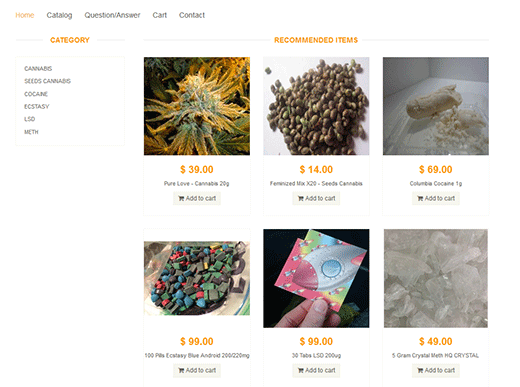 Home Catalog Question/Answer Cart Contact
CATEGORY
CANNABIS
SEEDS CANNABIS
COCAINE
ECSTASY
LSD
METH
RECOMMENDED ITEMS
$ 39.00 $ 14.00 $ 69.00
Pure Love - Cannabis 20g Feminized Mix X20 - Seeds Cannabis Columbia Cocaine 1g
Add to cart Add to cart Add to cart
$ 99.00 $ 99.00 $ 49.00
100 Pills Ecstasy Blue Android 200/220mg 30 Tabs LSD 200ug 5 Gram Crystal Meth HQ CRYSTAL
Add to cart Add to cart Add to cart